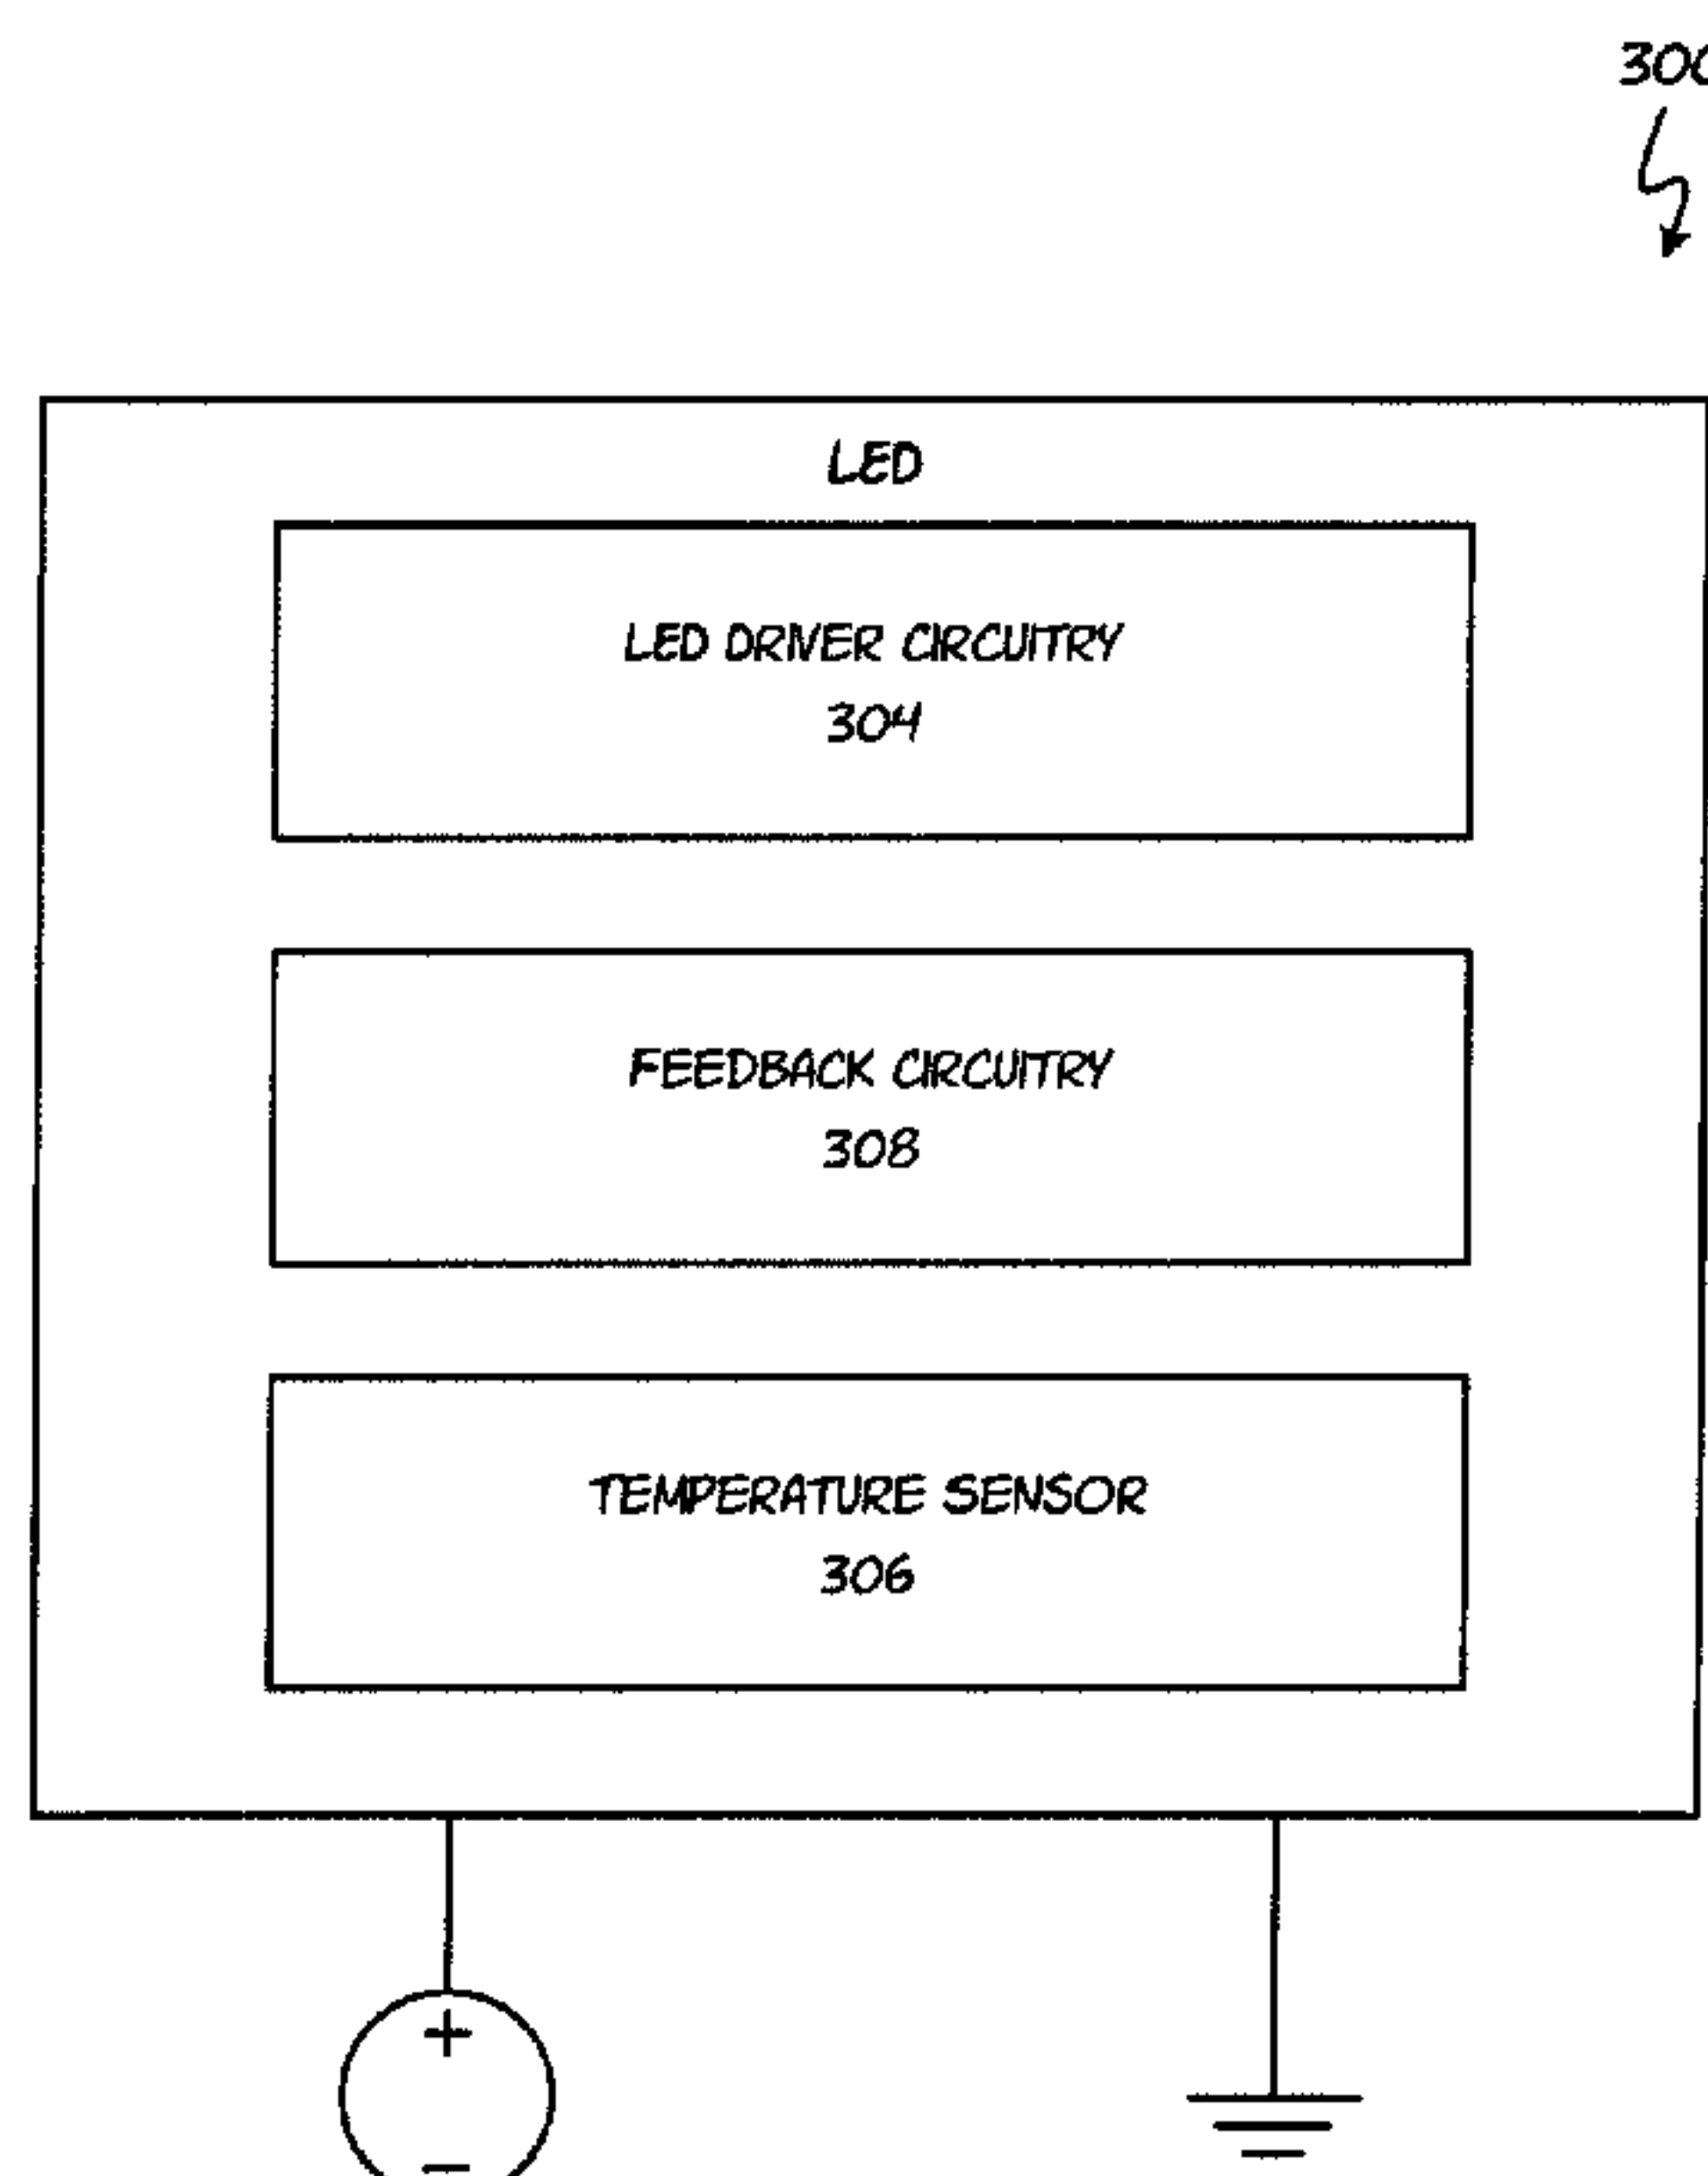 300
LED
LED DRIVER CIRCUITRY
304
FEEDBACK CIRCUITRY
308
TEMPERATURE SENSOR
306
+
−